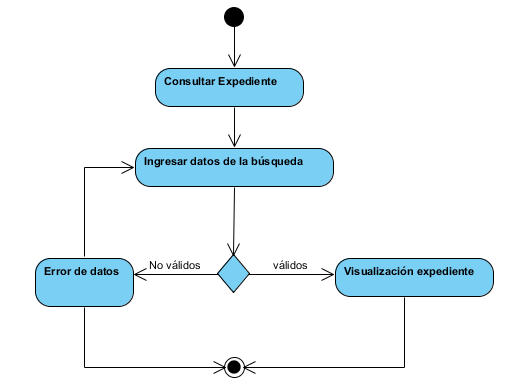 Consultar Expediente
Ingresar datos de la búsqueda
No válidos
válidos
Error de datos
Visualización expediente